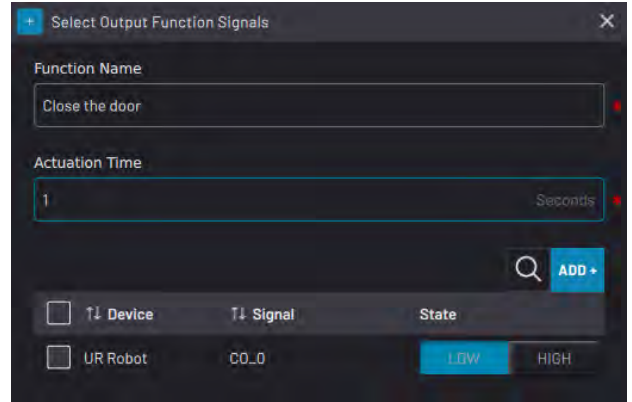 + Select Output Function Signals ×
Function Name
Close the door
Actuation Time
1 Seconds
ADD +
↑↓ Device ↑↓ Signal State
UR Robot CO_0 LOW HIGH